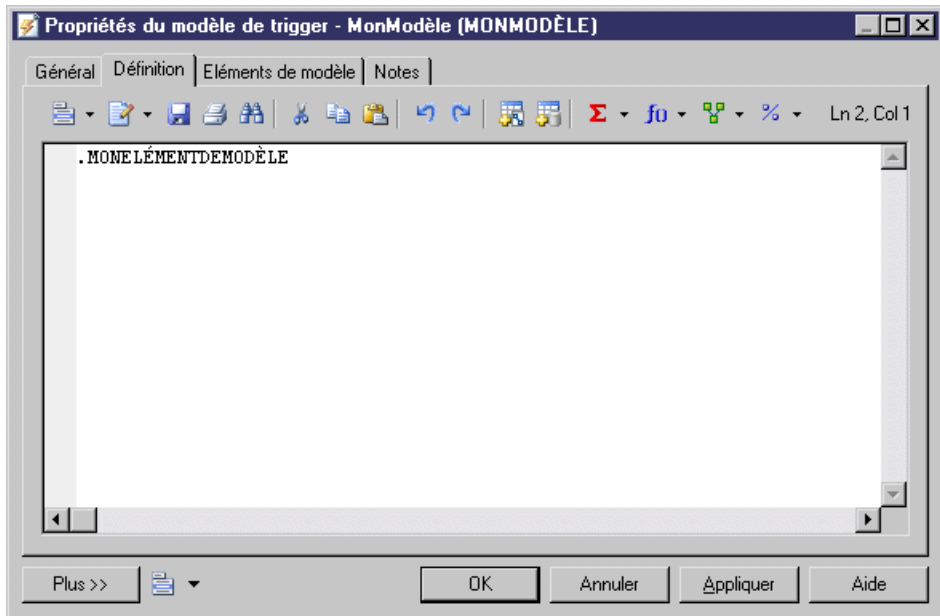 Propriétés du modèle de trigger - MonModèle (MONMODÈLE)
Général Définition Eléments de modèle Notes
Σ f() % Ln 2, Col 1
.MONELÉMENTDEMODÈLE
Plus >> OK Annuler Appliquer Aide